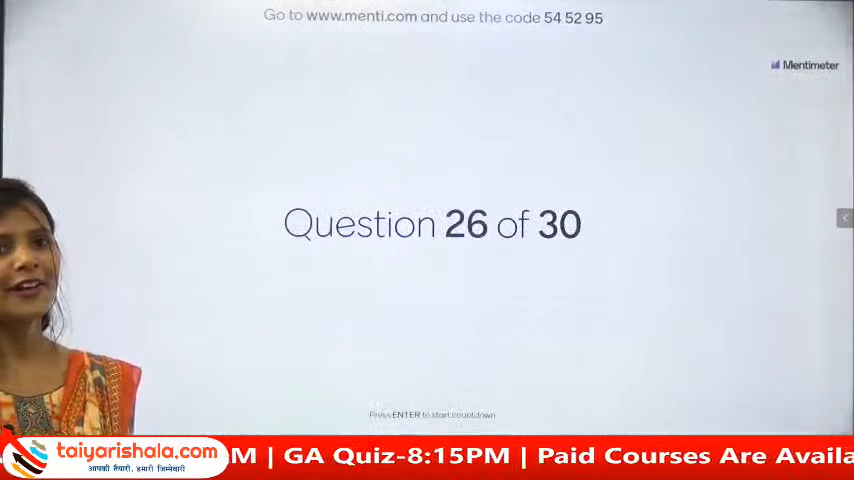 Go to www.menti.com and use the code 54 52 95
Mentimeter
Question 26 of 30
Press ENTER to start countdown
taiyarishala.com
आपकी तैयारी, हमारी जिम्मेदारी
M | GA Quiz-8:15PM | Paid Courses Are Availa